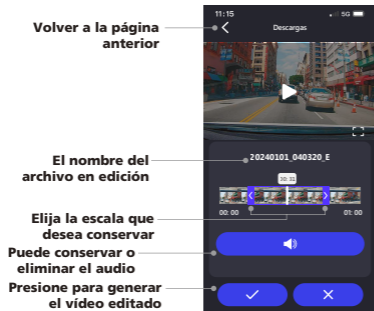 11:15
5G
Volver a la página
anterior
Descargas
El nombre del
archivo en edición
20240101_040320_E
30:31
00:00
01:00
Elija la escala que
desea conservar
Puede conservar o
eliminar el audio
Presione para generar
el vídeo editado